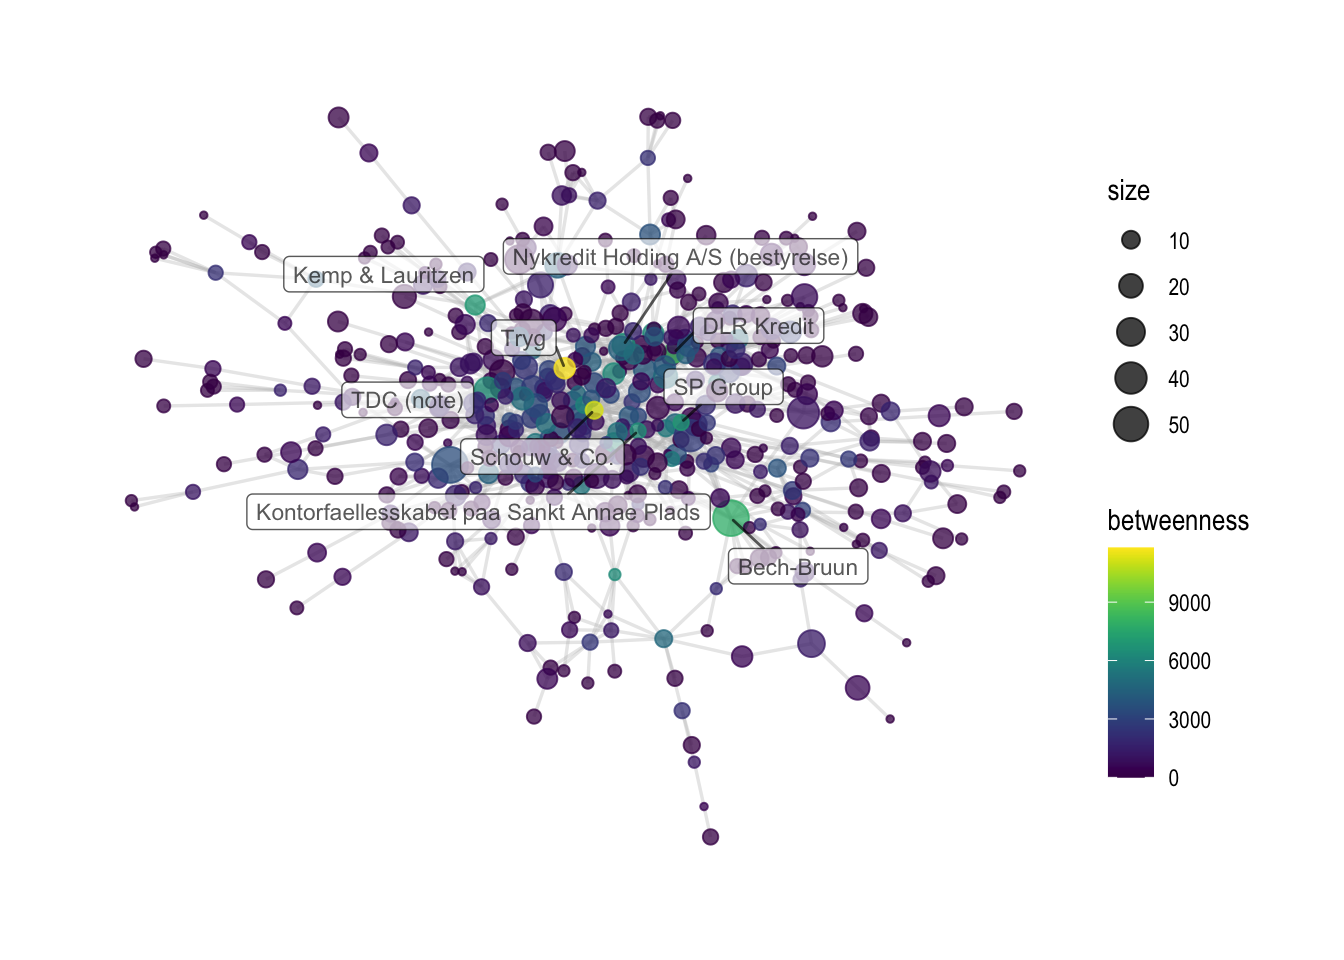 Nykredit Holding A/S (bestyrelse)
Kemp & Lauritzen
DLR Kredit
Tryg
SP Group
TDC (note)
Schouw & Co.
Kontorfaellesskabet paa Sankt Annae Plads
Bech-Bruun
size
10
20
30
40
50
betweenness
9000
6000
3000
0